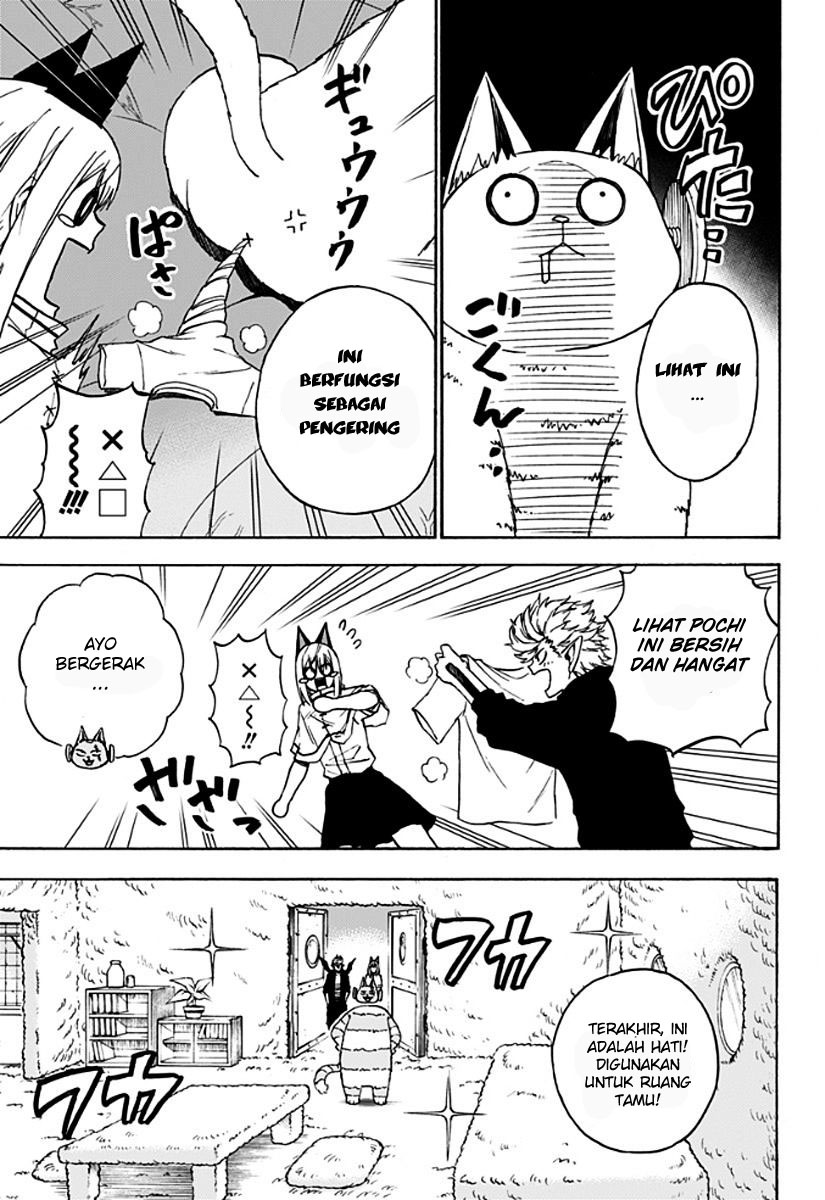 ぴた…
LIHAT INI
...
ごくん…
ギュウウウ
ぱさ
INI
BERFUNGSI
SEBAGAI
PENGERING
×
△
□
〜〜!!!
LIHAT POCHI
INI BERSIH
DAN HANGAT
×
△
〜!!
AYO
BERGERAK
...
ざざっ
フカ
フカ
TERAKHIR, INI
ADALAH HATI!
DIGUNAKAN
UNTUK RUANG
TAMU!